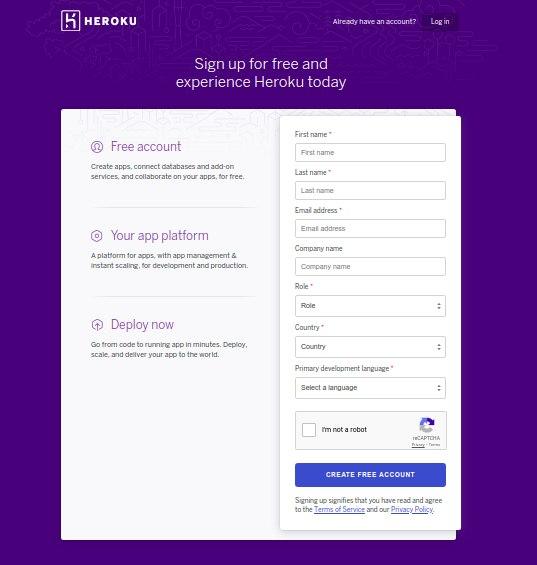 HEROKU
Already have an account?
Log in
Sign up for free and
experience Heroku today
Free account
Create apps, connect databases and add-on
services, and collaborate on your apps, for free.
Your app platform
A platform for apps, with app management &
instant scaling, for development and production.
Deploy now
Go from code to running app in minutes. Deploy,
scale, and deliver your app to the world.
First name *
First name
Last name *
Last name
Email address *
Email address
Company name
Company name
Role *
Role
Country *
Country
Primary development language *
Select a language
I'm not a robot
reCAPTCHA
Privacy - Terms
CREATE FREE ACCOUNT
Signing up signifies that you have read and agree
to the Terms of Service and our Privacy Policy.